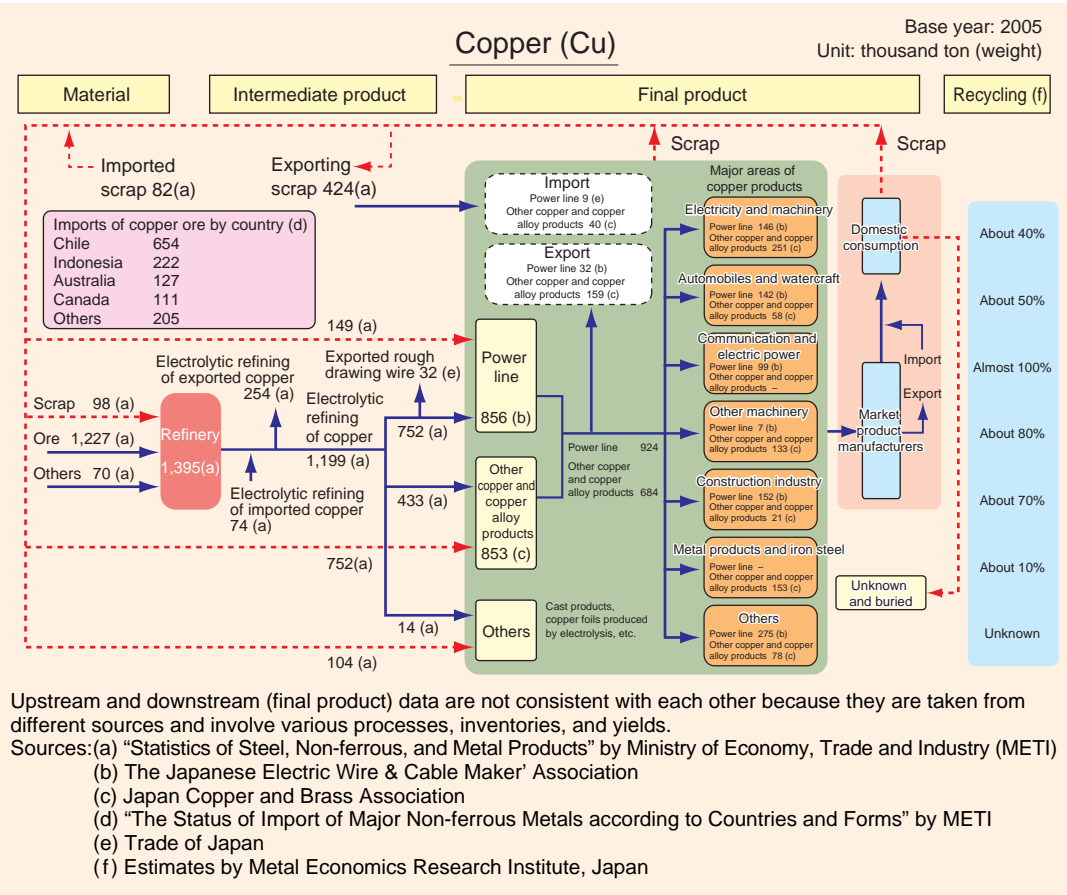 Copper (Cu)
Base year: 2005
Unit: thousand ton (weight)
Material
Intermediate product
Final product
Recycling (f)
Imported
scrap 82(a)
Exporting
scrap 424(a)
Scrap
Scrap
Imports of copper ore by country (d)
Chile 654
Indonesia 222
Australia 127
Canada 111
Others 205
149 (a)
Scrap 98 (a)
Ore 1,227 (a)
Others 70 (a)
Refinery
1,395(a)
Electrolytic refining
of exported copper
254 (a)
Electrolytic refining
of imported copper
74 (a)
Exported rough
drawing wire 32 (e)
Electrolytic
refining
of copper
1,199 (a)
752 (a)
433 (a)
752(a)
14 (a)
104 (a)
Import
Power line 9 (e)
Other copper and copper
alloy products 40 (c)
Export
Power line 32 (b)
Other copper and copper
alloy products 159 (c)
Power
line
856 (b)
Other
copper and
copper
alloy
products
853 (c)
Others
Cast products,
copper foils produced
by electrolysis, etc.
Power line 924
Other copper
and copper
alloy products 684
Major areas of
copper products
Electricity and machinery
Power line 146 (b)
Other copper and copper
alloy products 251 (c)
Automobiles and watercraft
Power line 142 (b)
Other copper and copper
alloy products 58 (c)
Communication and
electric power
Power line 99 (b)
Other copper and copper
alloy products –
Other machinery
Power line 7 (b)
Other copper and copper
alloy products 133 (c)
Construction industry
Power line 152 (b)
Other copper and copper
alloy products 21 (c)
Metal products and iron steel
Power line –
Other copper and copper
alloy products 153 (c)
Others
Power line 275 (b)
Other copper and copper
alloy products 78 (c)
Domestic
consumption
Import
Export
Market
product
manufacturers
Unknown
and buried
About 40%
About 50%
Almost 100%
About 80%
About 70%
About 10%
Unknown
Upstream and downstream (final product) data are not consistent with each other because they are taken from
different sources and involve various processes, inventories, and yields.
Sources:(a) “Statistics of Steel, Non-ferrous, and Metal Products” by Ministry of Economy, Trade and Industry (METI)
(b) The Japanese Electric Wire & Cable Maker’ Association
(c) Japan Copper and Brass Association
(d) “The Status of Import of Major Non-ferrous Metals according to Countries and Forms” by METI
(e) Trade of Japan
(f) Estimates by Metal Economics Research Institute, Japan